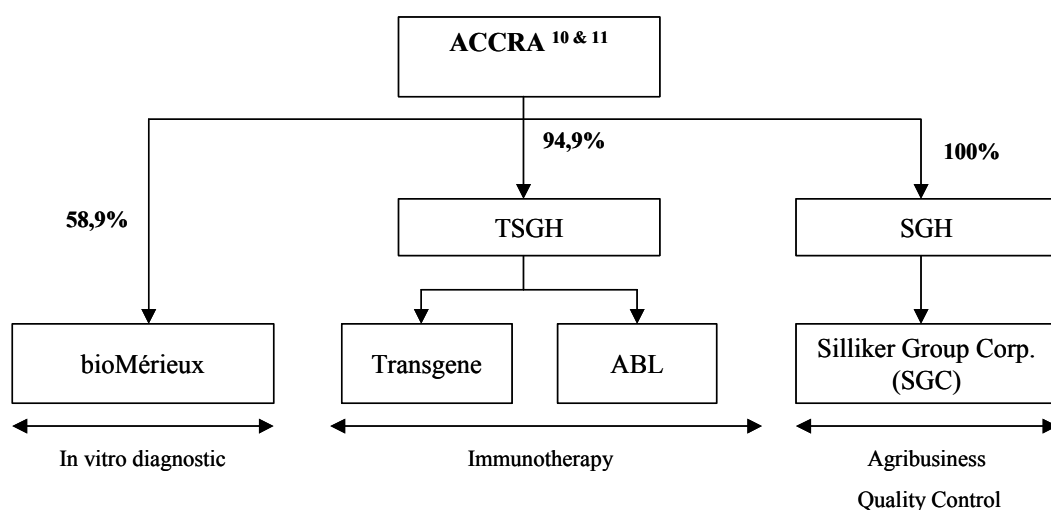 ACCRA 10 & 11
94,9%
100%
58,9%
TSGH
SGH
bioMérieux
Transgene
ABL
Silliker Group Corp.
(SGC)
In vitro diagnostic
Immunotherapy
Agribusiness
Quality Control